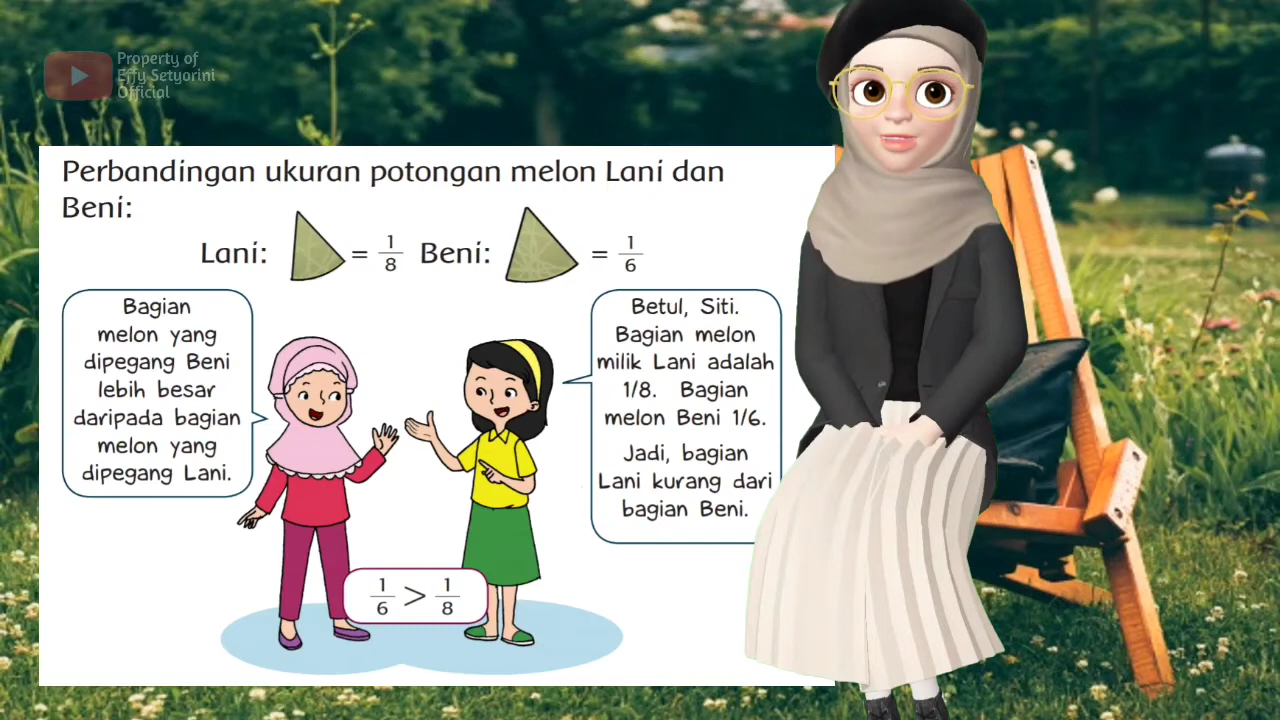 Property of
Effy Setyorini
Official
Perbandingan ukuran potongan melon Lani dan
Beni:
Lani: = 1/8 Beni: = 1/6
Bagian
melon yang
dipegang Beni
lebih besar
daripada bagian
melon yang
dipegang Lani.
Betul, Siti.
Bagian melon
milik Lani adalah
1/8. Bagian
melon Beni 1/6.
Jadi, bagian
Lani kurang dari
bagian Beni.
1/6 > 1/8